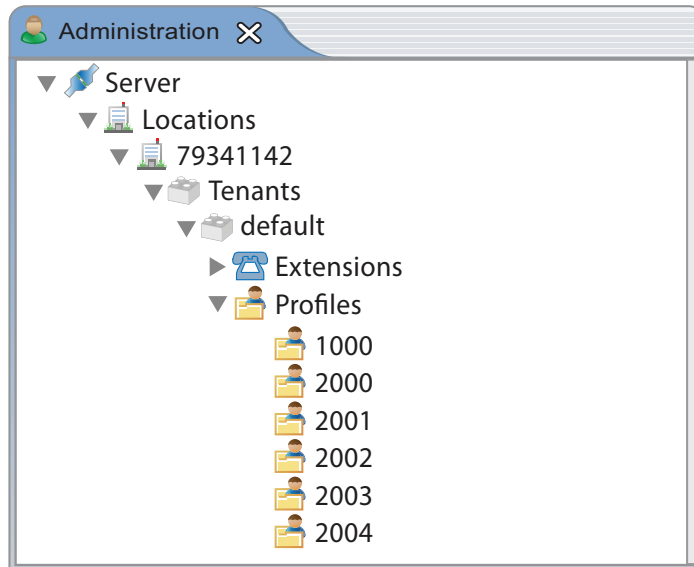 Administration
Server
Locations
79341142
Tenants
default
Extensions
Profiles
1000
2000
2001
2002
2003
2004